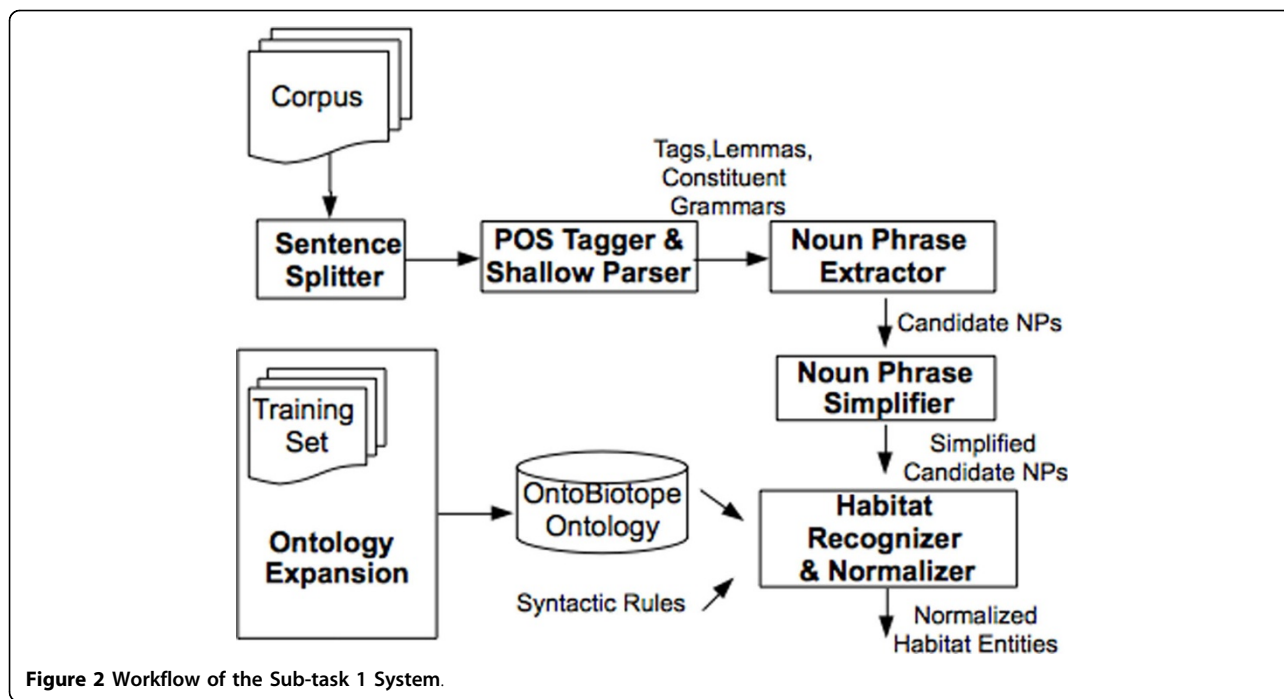 Corpus
Tags,Lemmas,
Constituent
Grammars
Sentence
Splitter
POS Tagger &
Shallow Parser
Noun Phrase
Extractor
Candidate NPs
Noun Phrase
Simplifier
Simplified
Candidate NPs
Training
Set
Ontology
Expansion
OntoBiotope
Ontology
Syntactic Rules
Habitat
Recognizer
& Normalizer
Normalized
Habitat Entities
Figure 2 Workflow of the Sub-task 1 System.